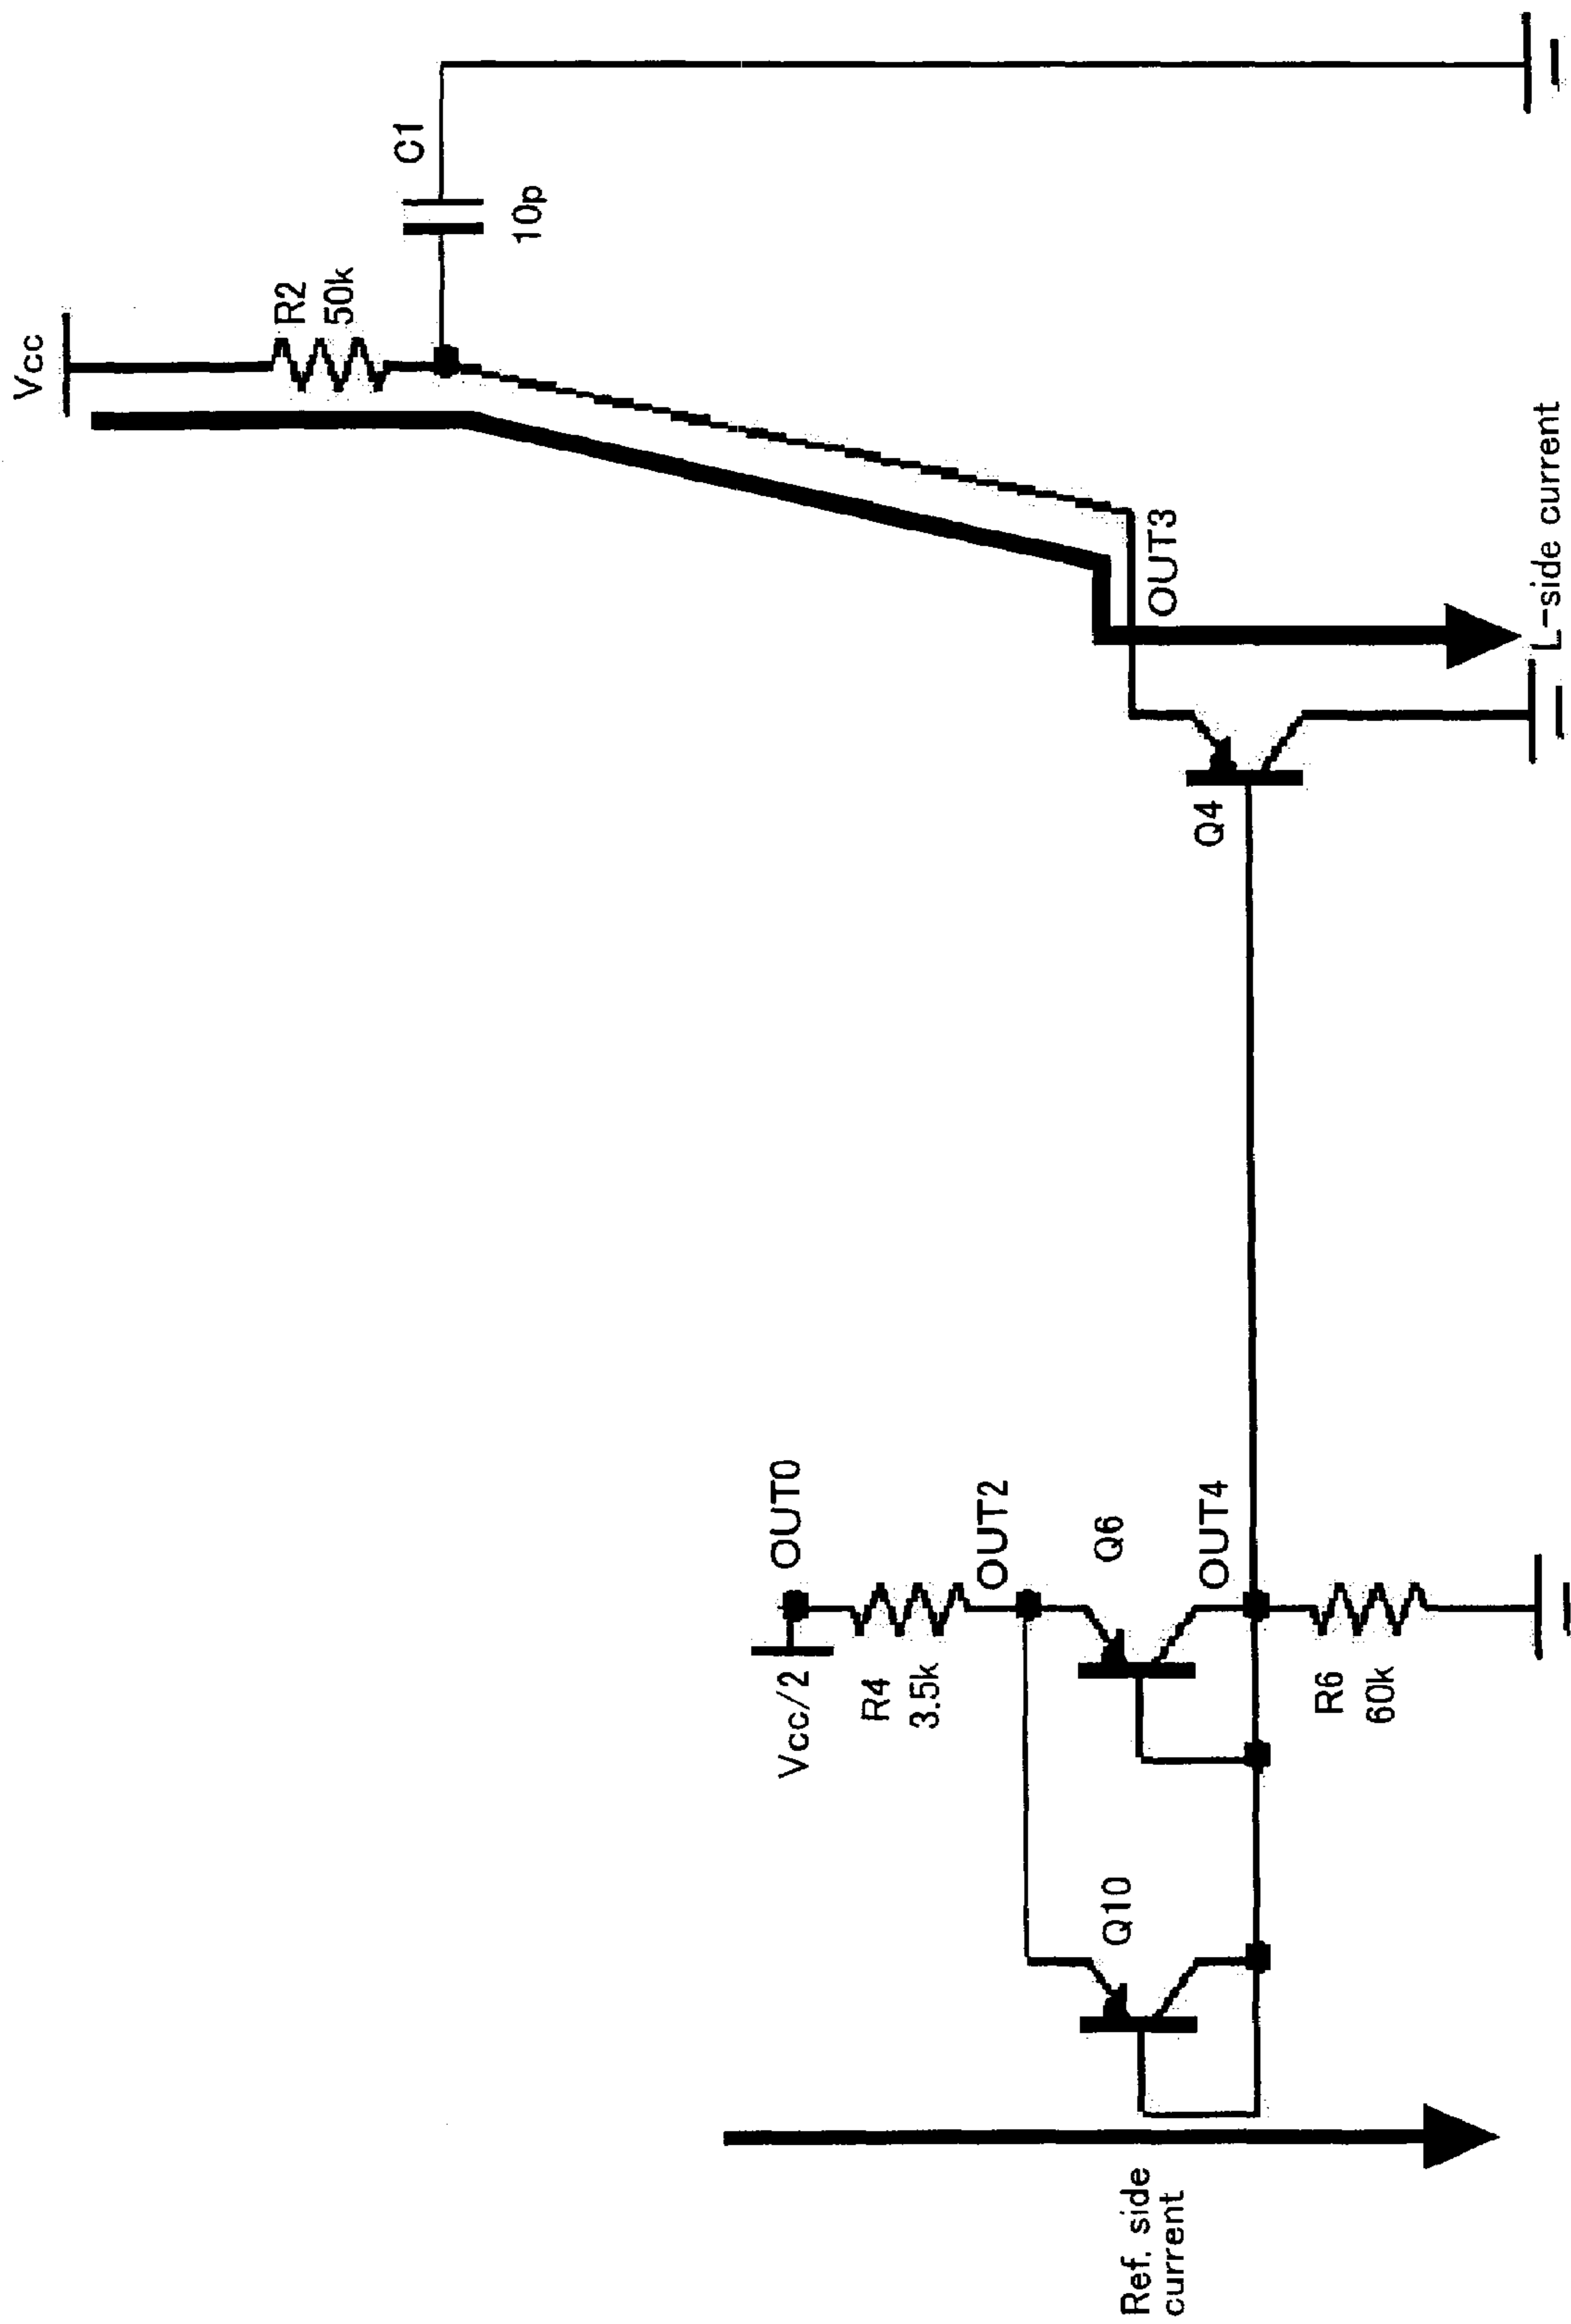 Vcc
R2
50k
C1
10p
OUT3
L-side current
Q4
OUT0
Vcc/2
R4
3.5k
OUT2
Q6
OUT4
R6
60k
Q10
Ref. side
current